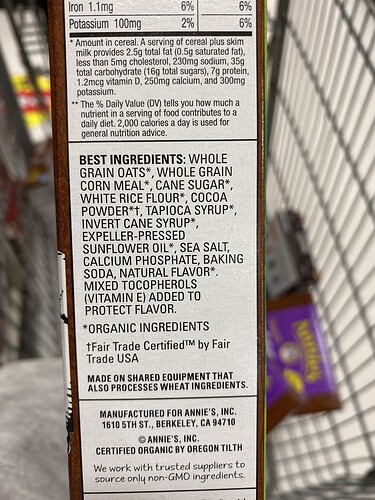 Iron 1.1mg 6% 6%
Potassium 100mg 2% 6%
* Amount in cereal. A serving of cereal plus skim
milk provides 2.5g total fat (0.5g saturated fat),
less than 5mg cholesterol, 230mg sodium, 35g
total carbohydrate (16g total sugars), 7g protein,
1.2mcg vitamin D, 250mg calcium, and 300mg
potassium.
** The % Daily Value (DV) tells you how much a
nutrient in a serving of food contributes to a
daily diet. 2,000 calories a day is used for
general nutrition advice.
BEST INGREDIENTS: WHOLE
GRAIN OATS*, WHOLE GRAIN
CORN MEAL*, CANE SUGAR*,
WHITE RICE FLOUR*, COCOA
POWDER*†, TAPIOCA SYRUP*,
INVERT CANE SYRUP*,
EXPELLER-PRESSED
SUNFLOWER OIL*, SEA SALT,
CALCIUM PHOSPHATE, BAKING
SODA, NATURAL FLAVOR*.
MIXED TOCOPHEROLS
(VITAMIN E) ADDED TO
PROTECT FLAVOR.
*ORGANIC INGREDIENTS
†Fair Trade Certified™ by Fair
Trade USA
MADE ON SHARED EQUIPMENT THAT
ALSO PROCESSES WHEAT INGREDIENTS.
MANUFACTURED FOR ANNIE'S, INC.
1610 5TH ST., BERKELEY, CA 94710
© ANNIE'S, INC.
CERTIFIED ORGANIC BY OREGON TILTH
We work with trusted suppliers to
source only non-GMO ingredients.